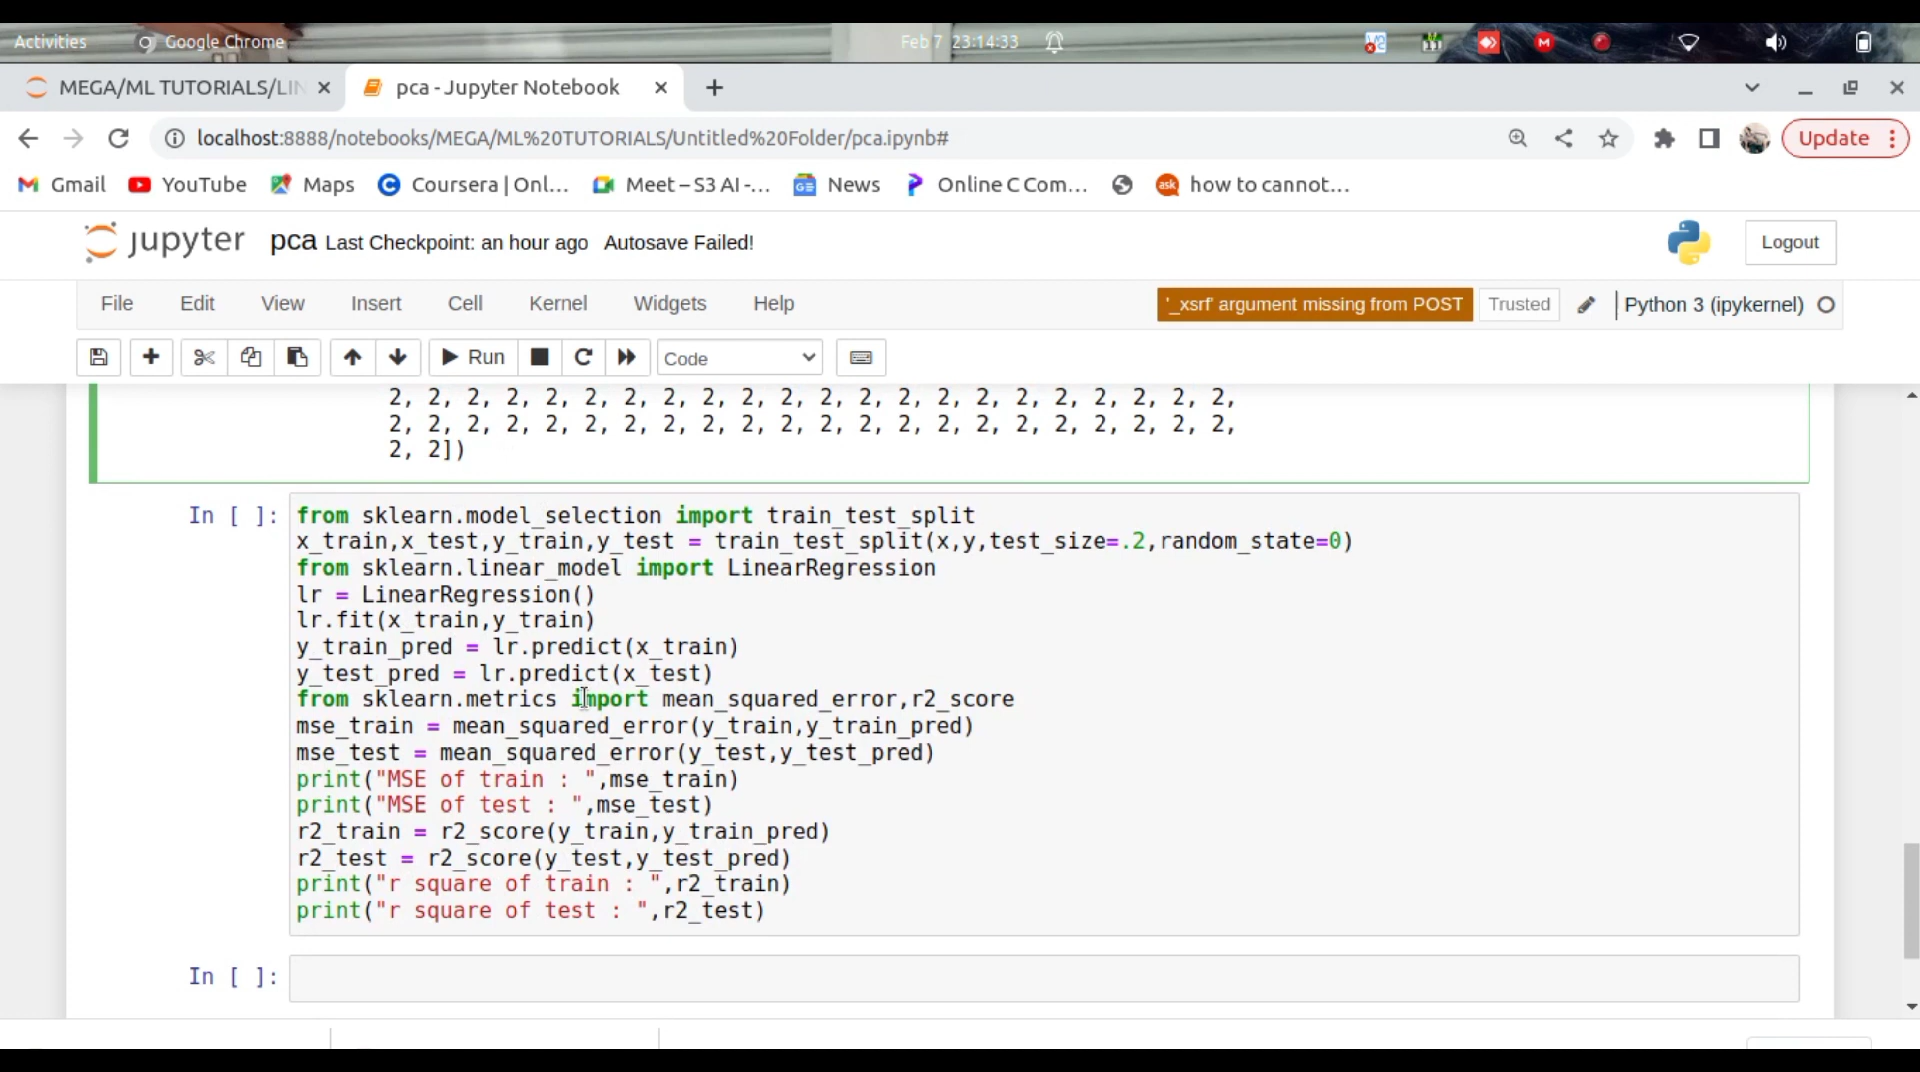 Activities Google Chrome Feb 7 23:14:33
MEGA/ML TUTORIALS/LIN pca - Jupyter Notebook
localhost:8888/notebooks/MEGA/ML%20TUTORIALS/Untitled%20Folder/pca.ipynb# Update
Gmail YouTube Maps Coursera | Onl... Meet – S3 AI -... News Online C Com... how to cannot...
jupyter pca Last Checkpoint: an hour ago Autosave Failed! Logout
File Edit View Insert Cell Kernel Widgets Help '_xsrf' argument missing from POST Trusted Python 3 (ipykernel)
Run Code
2, 2, 2, 2, 2, 2, 2, 2, 2, 2, 2, 2, 2, 2, 2, 2, 2, 2, 2, 2, 2, 2,
2, 2, 2, 2, 2, 2, 2, 2, 2, 2, 2, 2, 2, 2, 2, 2, 2, 2, 2, 2, 2, 2,
2, 2])
In [ ]: from sklearn.model_selection import train_test_split
x_train,x_test,y_train,y_test = train_test_split(x,y,test_size=.2,random_state=0)
from sklearn.linear_model import LinearRegression
lr = LinearRegression()
lr.fit(x_train,y_train)
y_train_pred = lr.predict(x_train)
y_test_pred = lr.predict(x_test)
from sklearn.metrics import mean_squared_error,r2_score
mse_train = mean_squared_error(y_train,y_train_pred)
mse_test = mean_squared_error(y_test,y_test_pred)
print("MSE of train : ",mse_train)
print("MSE of test : ",mse_test)
r2_train = r2_score(y_train,y_train_pred)
r2_test = r2_score(y_test,y_test_pred)
print("r square of train : ",r2_train)
print("r square of test : ",r2_test)
In [ ]: